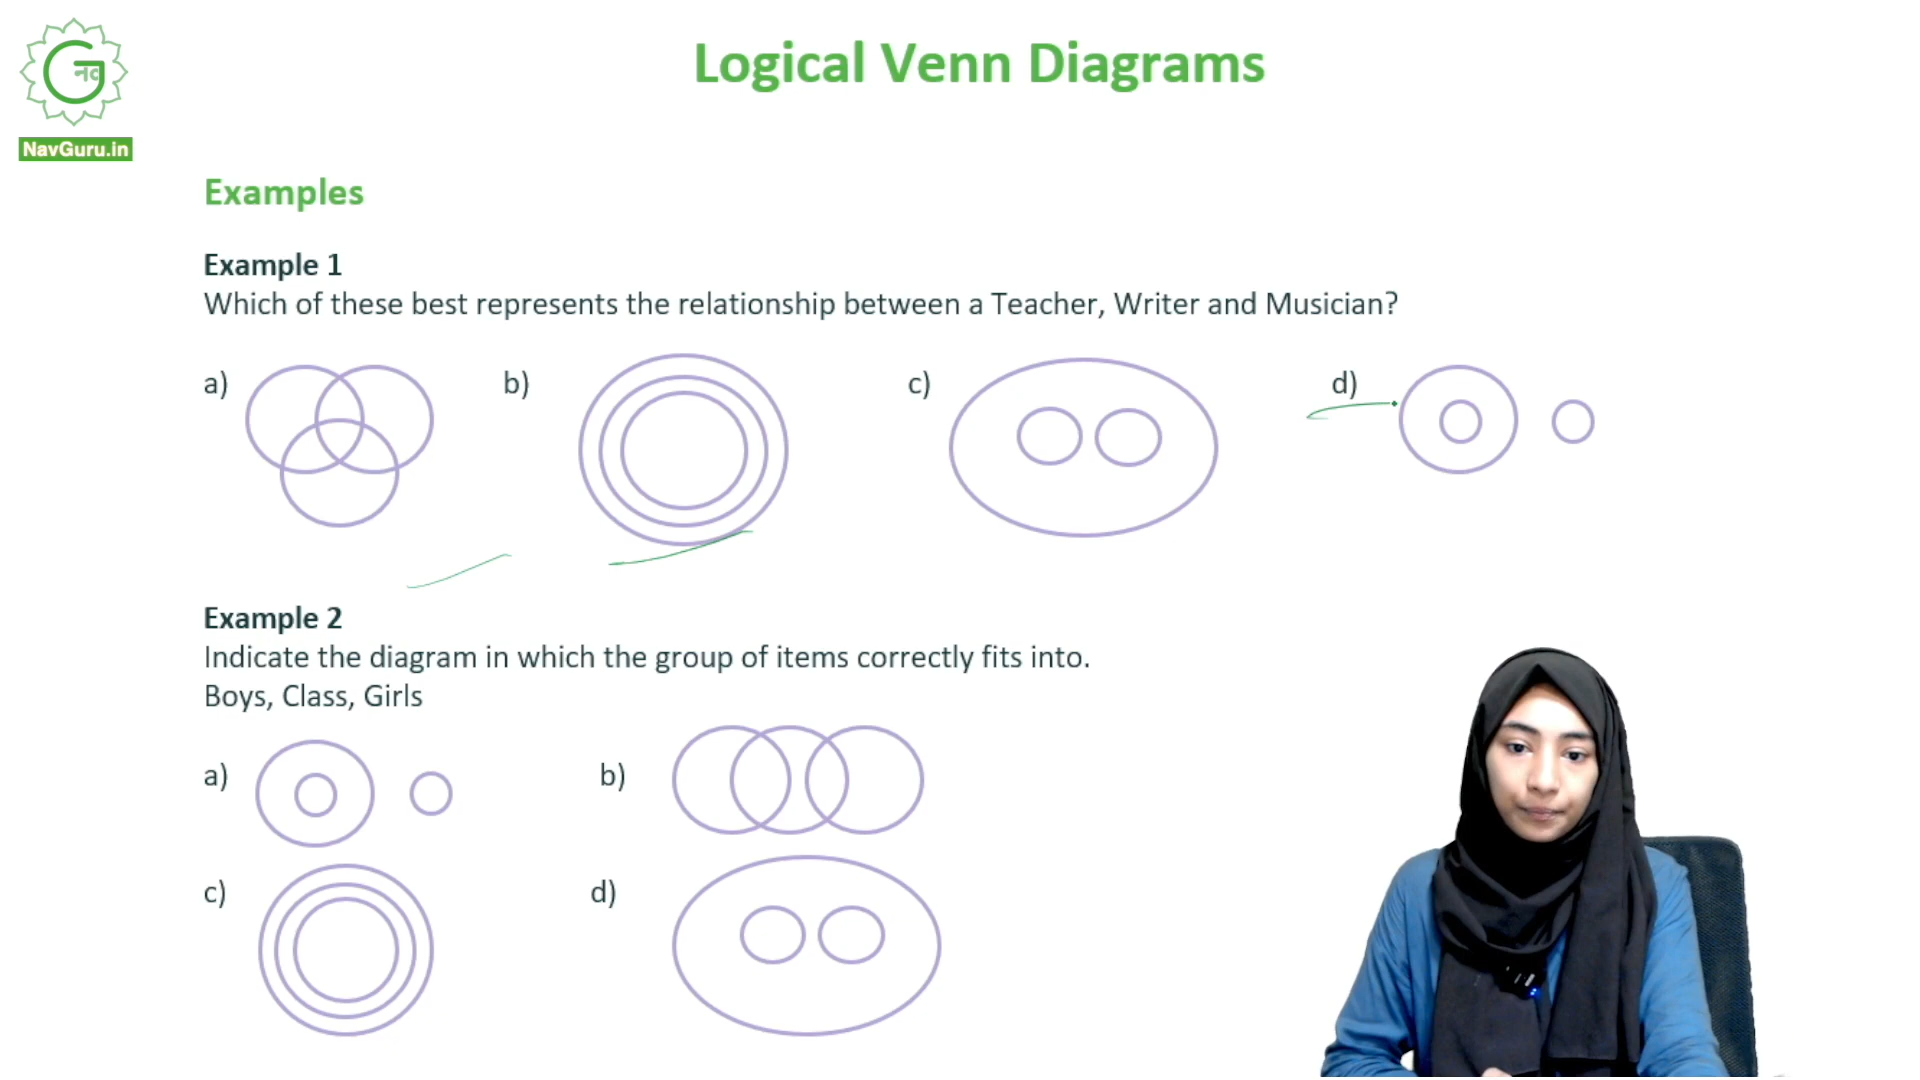 Logical Venn Diagrams
नव
NavGuru.in
Examples
Example 1
Which of these best represents the relationship between a Teacher, Writer and Musician?
a) b) c) d)
Example 2
Indicate the diagram in which the group of items correctly fits into.
Boys, Class, Girls
a) b)
c) d)